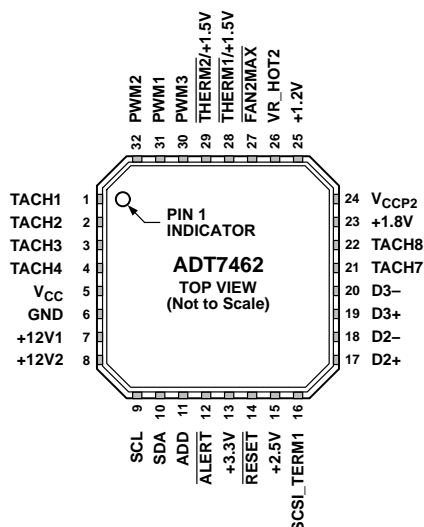 PWM2
PWM1
PWM3
THERM2/+1.5V
THERM1/+1.5V
FAN2MAX
VR_HOT2
+1.2V
32
31
30
29
28
27
26
25
TACH1 1
TACH2 2
TACH3 3
TACH4 4
VCC 5
GND 6
+12V1 7
+12V2 8
PIN 1
INDICATOR
ADT7462
TOP VIEW
(Not to Scale)
24 VCCP2
23 +1.8V
22 TACH8
21 TACH7
20 D3–
19 D3+
18 D2–
17 D2+
9
10
11
12
13
14
15
16
SCL
SDA
ADD
ALERT
+3.3V
RESET
+2.5V
SCSI_TERM1